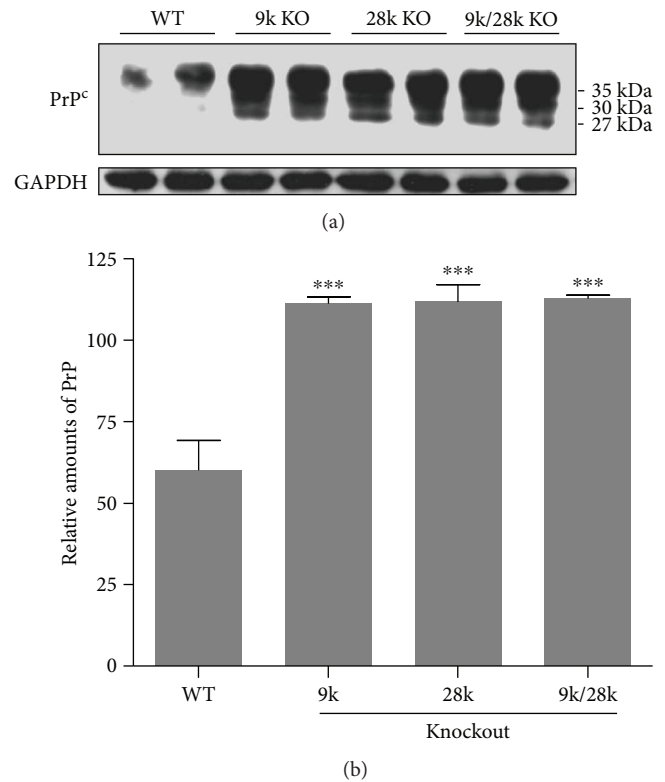 WT 9k KO 28k KO 9k/28k KO
PrPᶜ
35 kDa
30 kDa
27 kDa
GAPDH
(a)
Relative amounts of PrP
125
100
75
50
25
0
*** *** ***
WT 9k 28k 9k/28k
Knockout
(b)